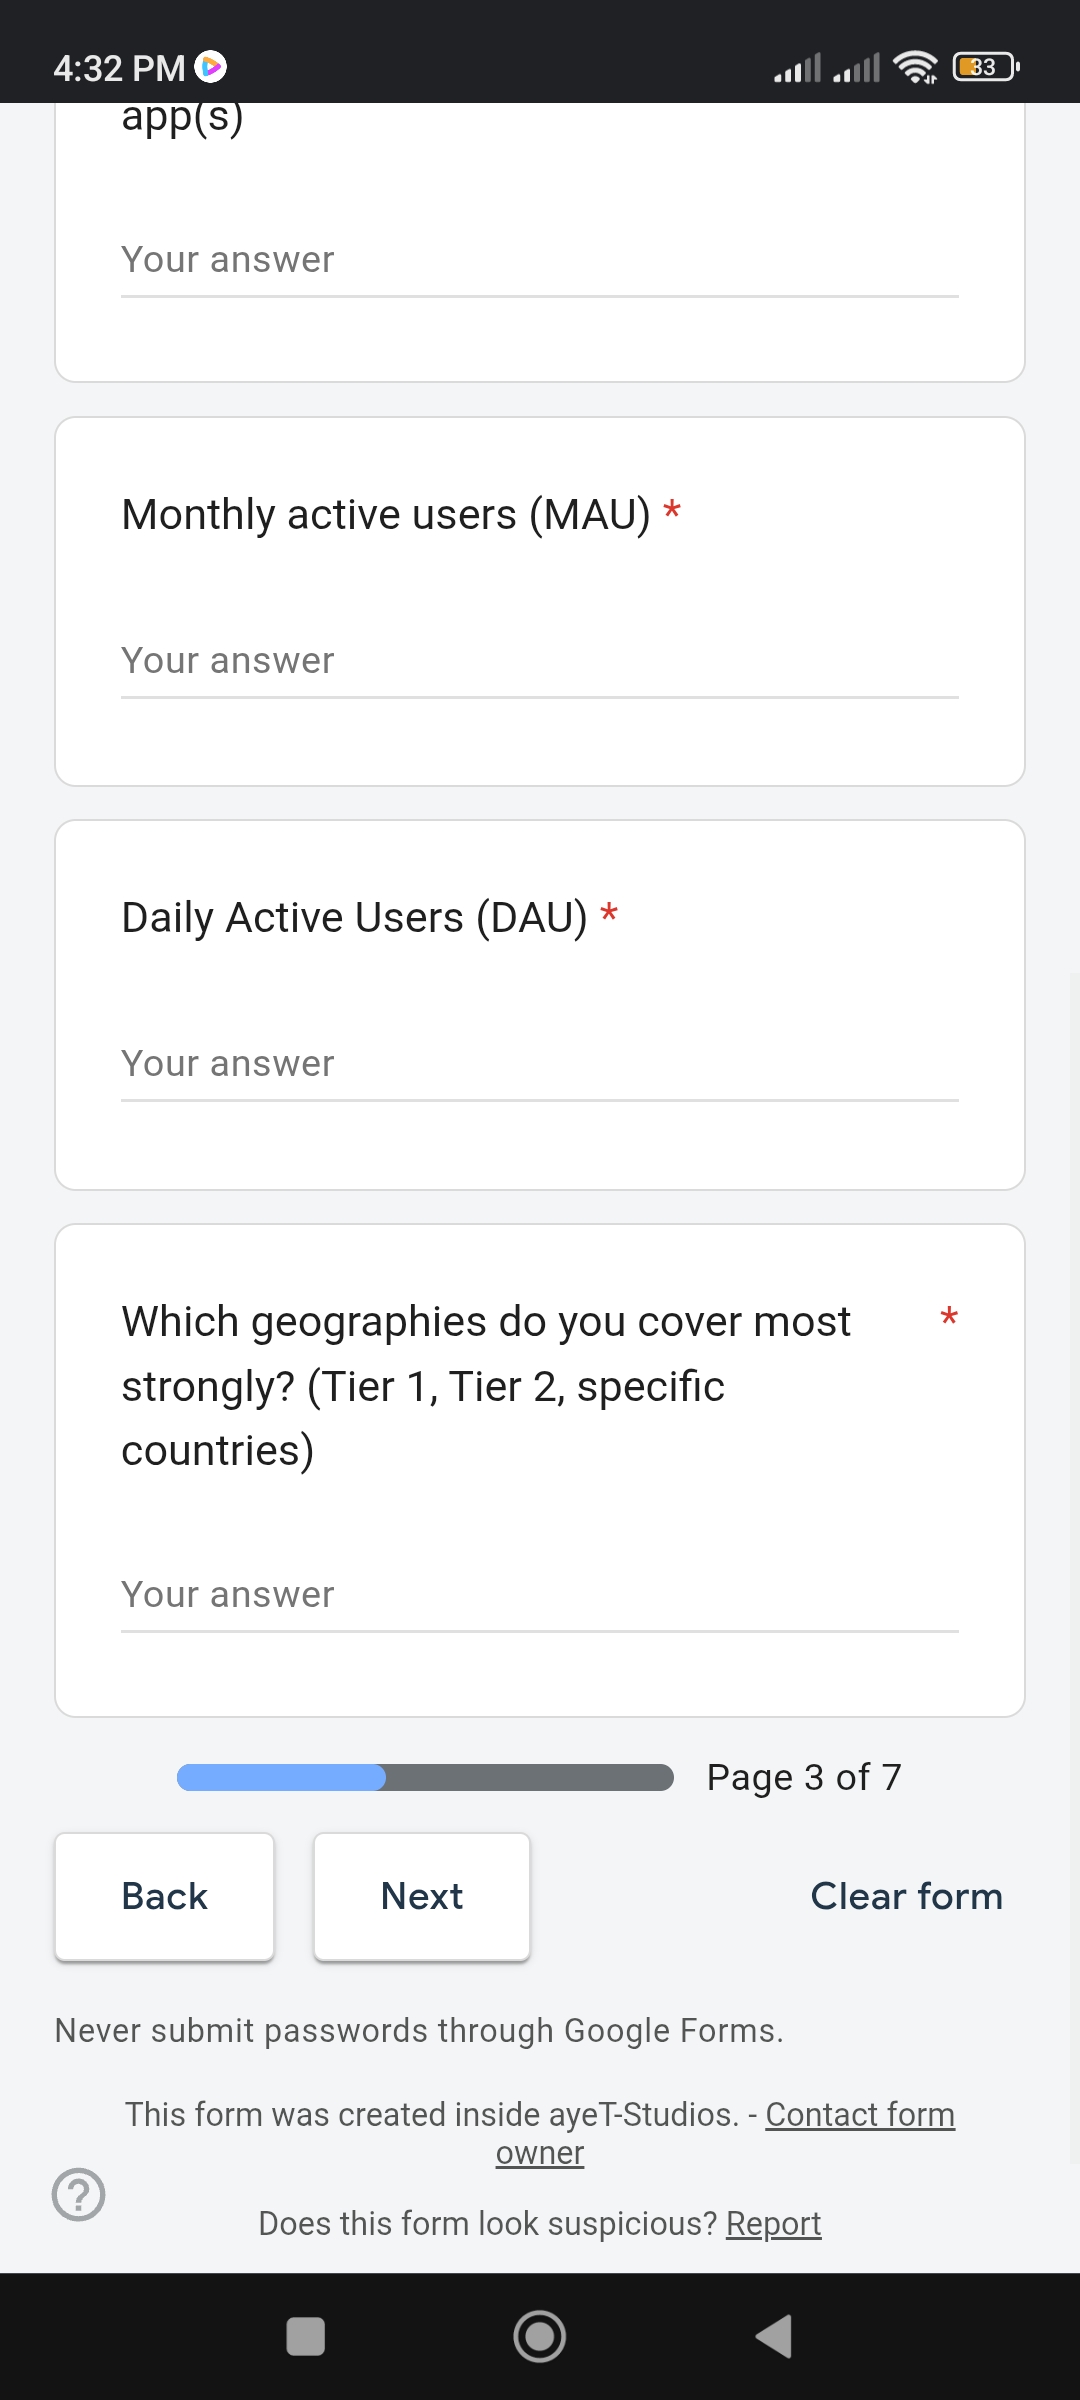 4:32 PM
33
app(s)
Your answer
Monthly active users (MAU) *
Your answer
Daily Active Users (DAU) *
Your answer
Which geographies do you cover most *
strongly? (Tier 1, Tier 2, specific
countries)
Your answer
Page 3 of 7
Back
Next
Clear form
Never submit passwords through Google Forms.
This form was created inside ayeT-Studios. - Contact form
owner
Does this form look suspicious? Report